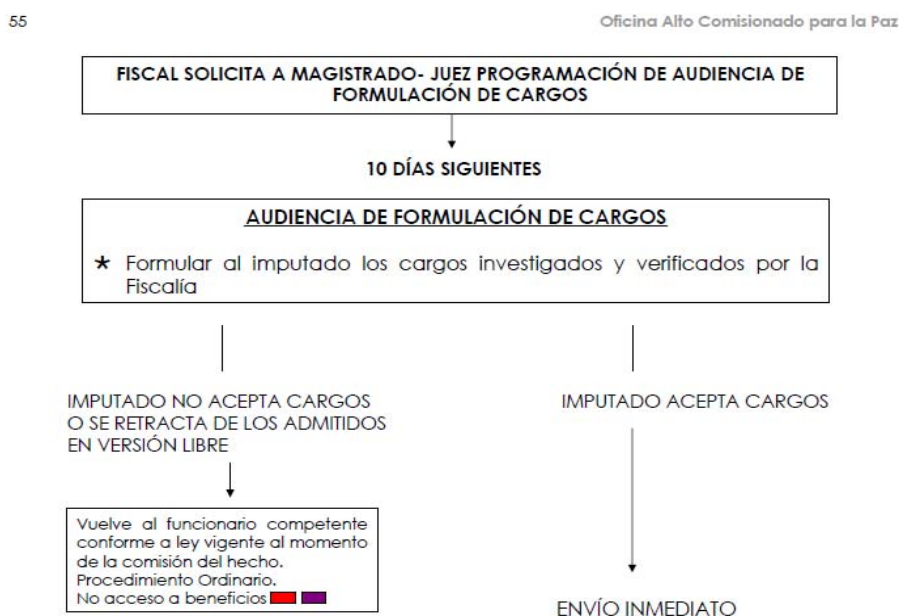 55
Oficina Alto Comisionado para la Paz
FISCAL SOLICITA A MAGISTRADO- JUEZ PROGRAMACIÓN DE AUDIENCIA DE
FORMULACIÓN DE CARGOS
10 DÍAS SIGUIENTES
AUDIENCIA DE FORMULACIÓN DE CARGOS
* Formular al imputado los cargos investigados y verificados por la
Fiscalía
IMPUTADO NO ACEPTA CARGOS
O SE RETRACTA DE LOS ADMITIDOS
EN VERSIÓN LIBRE
IMPUTADO ACEPTA CARGOS
Vuelve al funcionario competente
conforme a ley vigente al momento
de la comisión del hecho.
Procedimiento Ordinario.
No acceso a beneficios
ENVÍO INMEDIATO